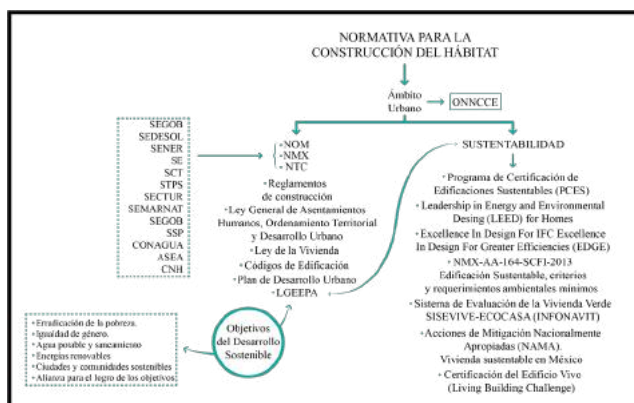 NORMATIVA PARA LA
CONSTRUCCIÓN DEL HÁBITAT
Ámbito
Urbano
ONNCCE
SEGOB
SEDESOL
SENER
SE
SCT
STPS
SECTUR
SEMARNAT
SEGOB
SSP
CONAGUA
ASEA
CNH
•NOM
•NMX
•NTC
•Reglamentos
de construcción
•Ley General de Asentamientos
Humanos, Ordenamiento Territorial
y Desarrollo Urbano
•Ley de la Vivienda
•Códigos de Edificación
•Plan de Desarrollo Urbano
•LGEEPA
SUSTENTABILIDAD
•Programa de Certificación de
Edificaciones Sustentables (PCES)
•Leadership in Energy and Environmental
Desing (LEED) for Homes
•Excellence In Design For IFC Excellence
In Design For Greater Efficiencies (EDGE)
•NMX-AA-164-SCFI-2013
Edificación Sustentable, criterios
y requerimientos ambientales mínimos
•Sistema de Evaluación de la Vivienda Verde
SISEVIVE-ECOCASA (INFONAVIT)
•Acciones de Mitigación Nacionalmente
Apropiadas (NAMA).
Vivienda sustentable en México
•Certificación del Edificio Vivo
(Living Building Challenge)
Objetivos
del Desarrollo
Sostenible
•Erradicación de la pobreza.
•Igualdad de género.
•Agua potable y saneamiento
•Energías renovables
•Ciudades y comunidades sostenibles
•Alianza para el logro de los objetivos